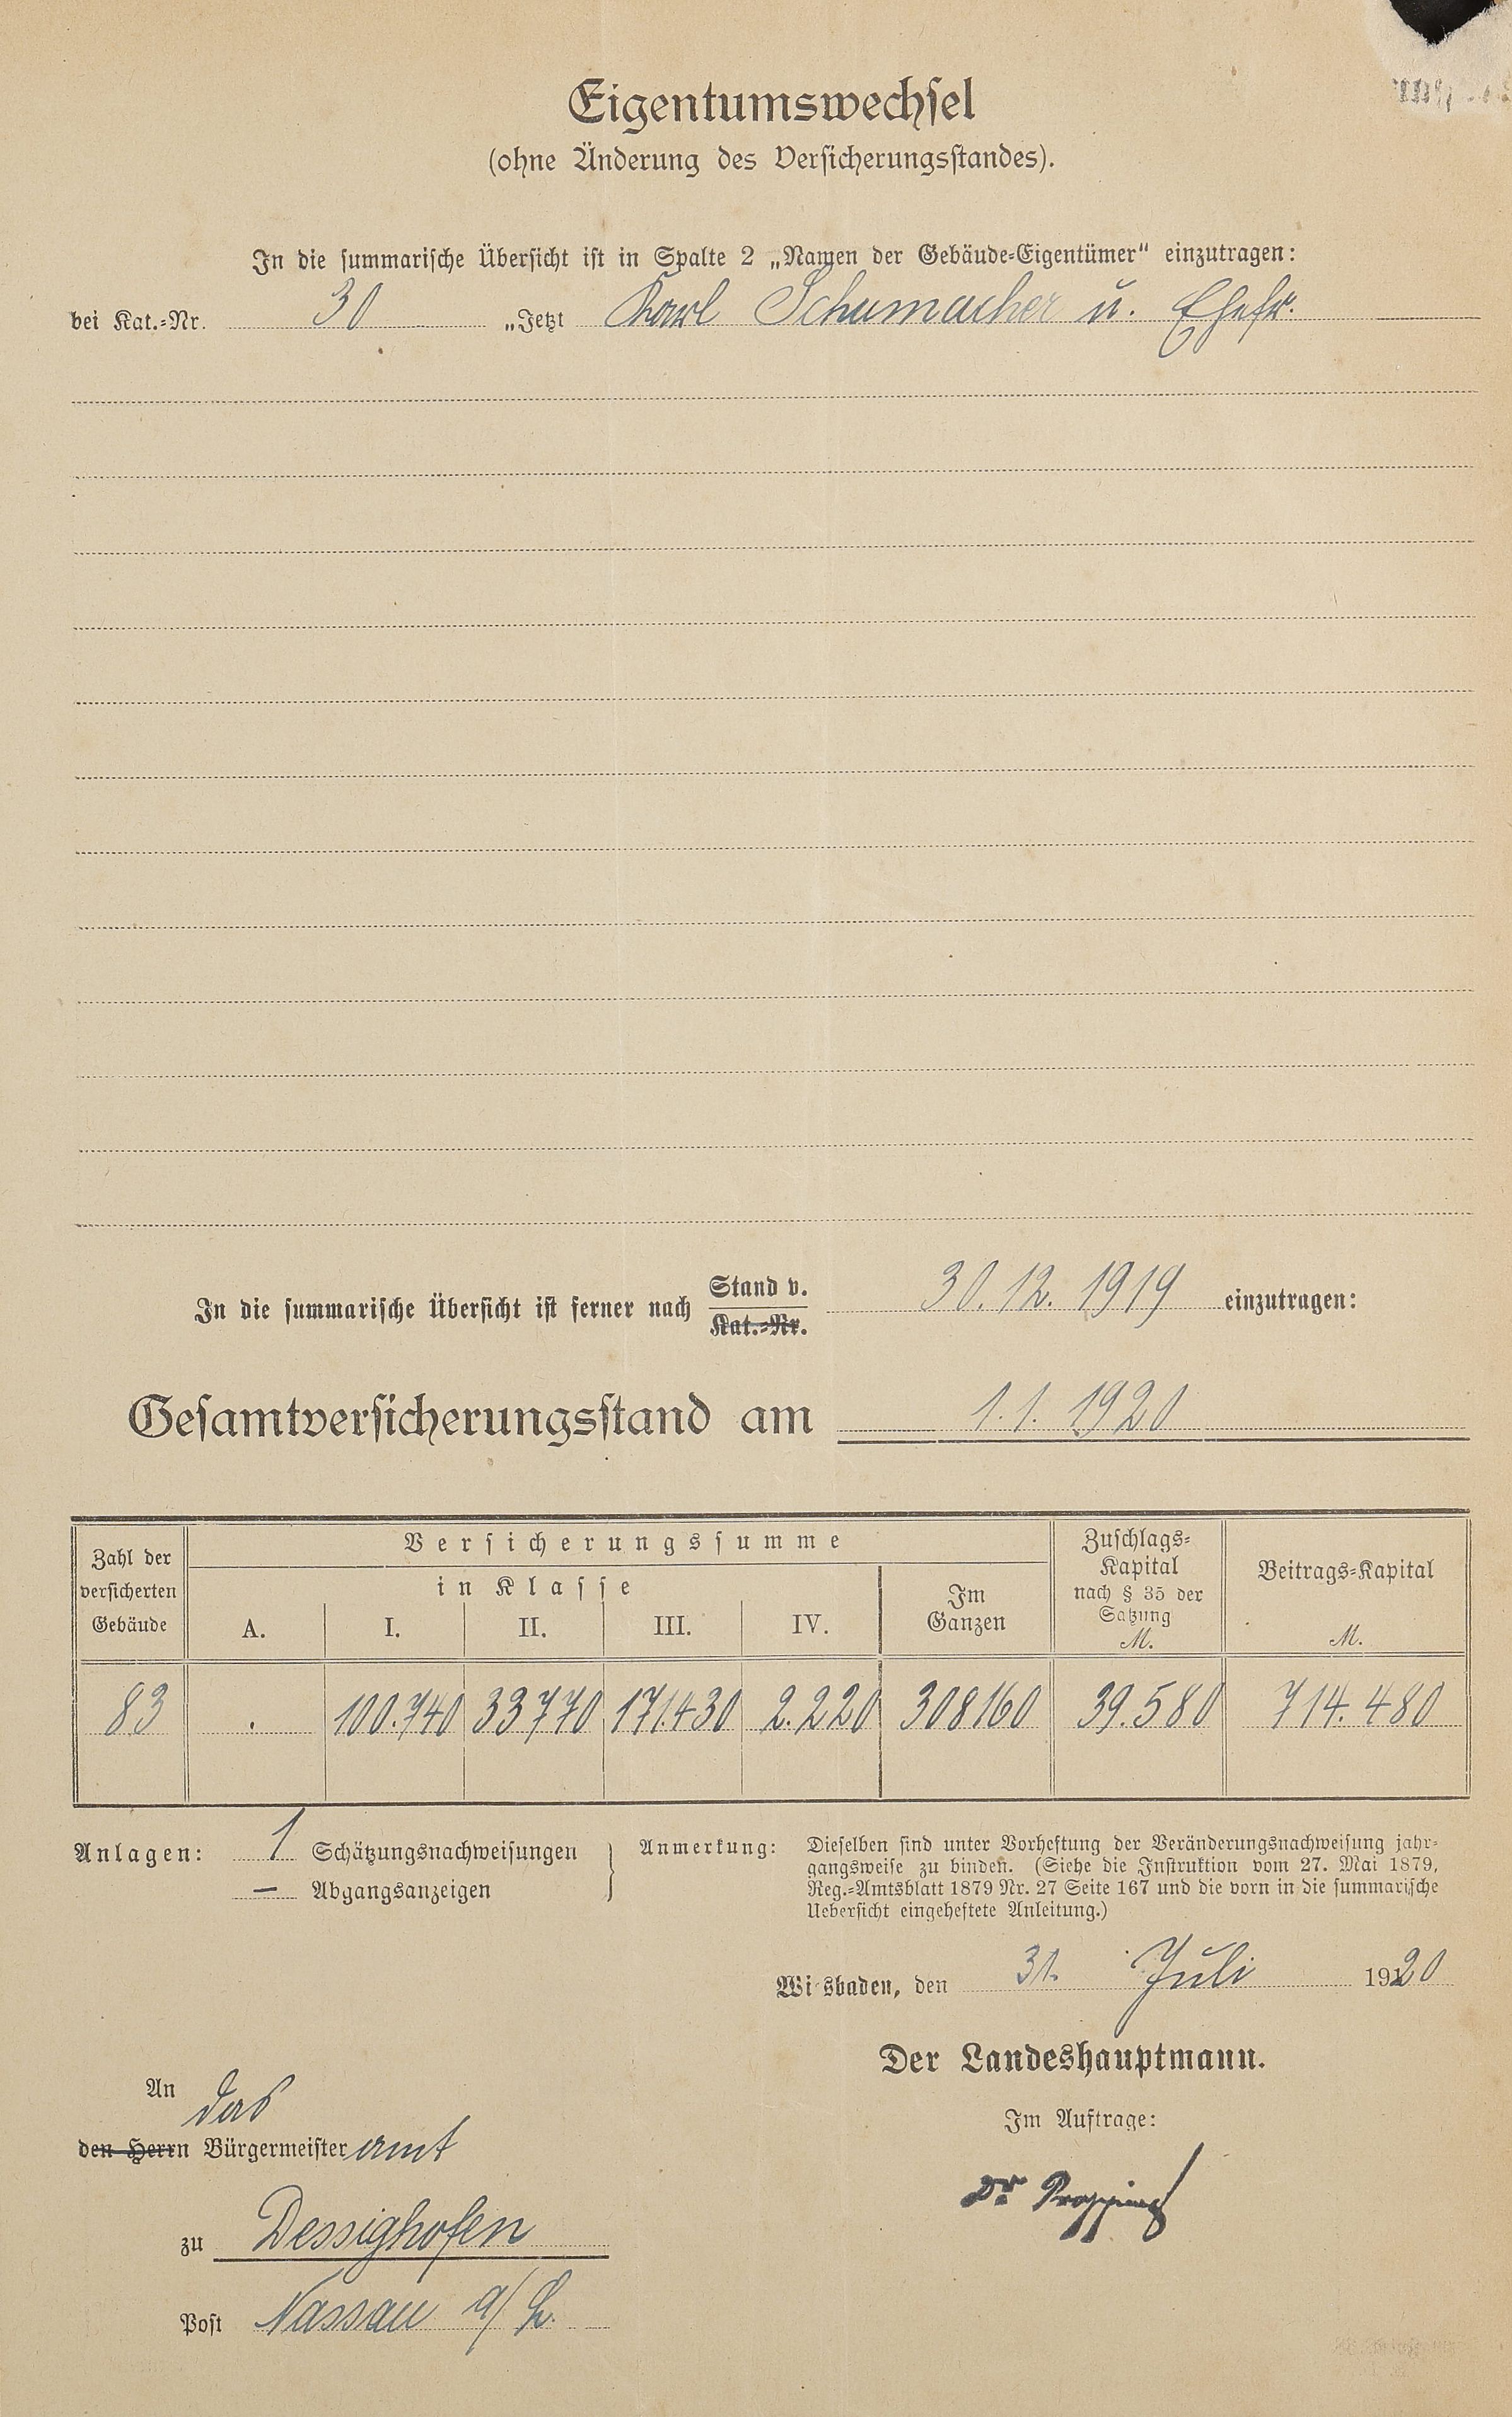 Eigentumswechsel
(ohne Änderung des Versicherungsstandes).
In die summarische Übersicht ist in Spalte 2 „Namen der Gebäude-Eigentümer“ einzutragen:
bei Kat.-Nr. 30 „Jetzt Karl Schumacher u. Ehefr.
In die summarische Übersicht ist ferner nach Stand v. 30.12.1919 einzutragen:
Kat.-Nr.
Gesamtversicherungsstand am 1.1.1920
Zahl der versicherten Gebäude
Versicherungssumme
in Klasse
A. I. II. III. IV.
Im Ganzen
Zuschlags-Kapital nach § 35 der Satzung M.
Beitrags-Kapital M.
83 . 100.740 33770 171.430 2.220 308160 39.580 714.480
Anlagen: 1 Schätzungsnachweisungen
— Abgangsanzeigen
Anmerkung: Dieselben sind unter Vorheftung der Veränderungsnachweisung jahr-
gangsweise zu binden. (Siehe die Instruktion vom 27. Mai 1879,
Reg.-Amtsblatt 1879 Nr. 27 Seite 167 und die vorn in die summarische
Uebersicht eingeheftete Anleitung.)
Wi sbaden, den 31. Juli 1920
Der Landeshauptmann.
Im Auftrage:
Dr
An das
den Herrn Bürgermeisteramt
zu Dessighofen
Post Nassau a/L.